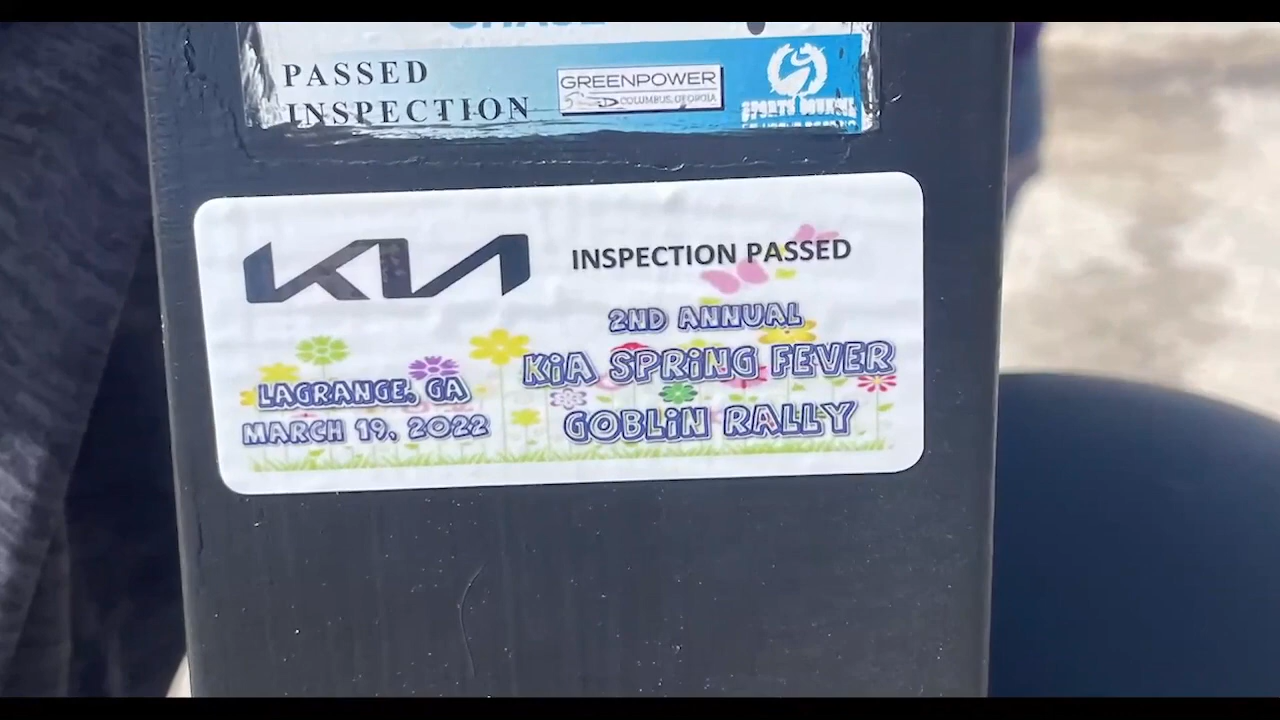 PASSED
INSPECTION
GREENPOWER
COLUMBUS, GEORGIA
KIA
INSPECTION PASSED
2ND ANNUAL
KiA SPRiNG FEVER
GOBLiN RALLY
LAGRANGE, GA
MARCH 19, 2022